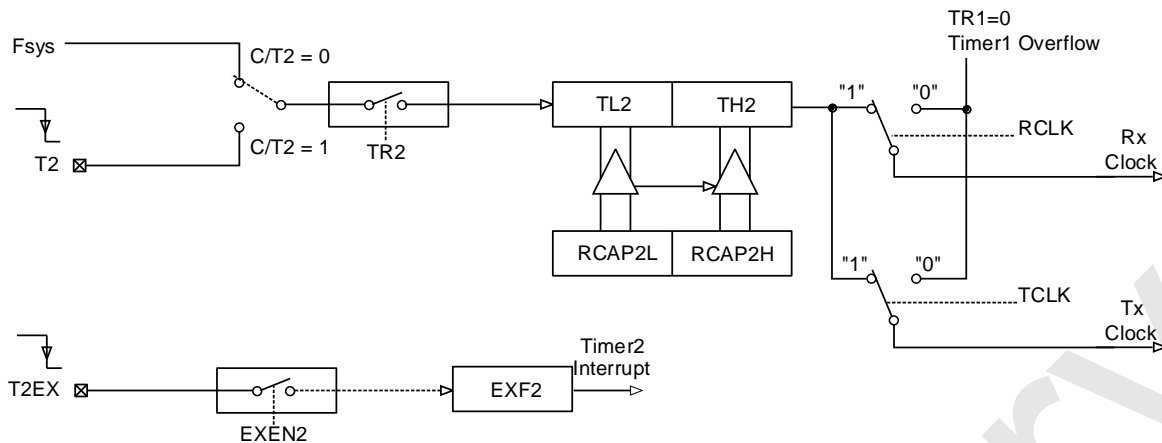 TR1=0
Timer1 Overflow
Fsys
C/T2 = 0
T2
C/T2 = 1
TR2
TL2
TH2
"1"
"0"
RCLK
Rx
Clock
RCAP2L
RCAP2H
"1"
"0"
TCLK
Tx
Clock
T2EX
EXEN2
EXF2
Timer2
Interrupt